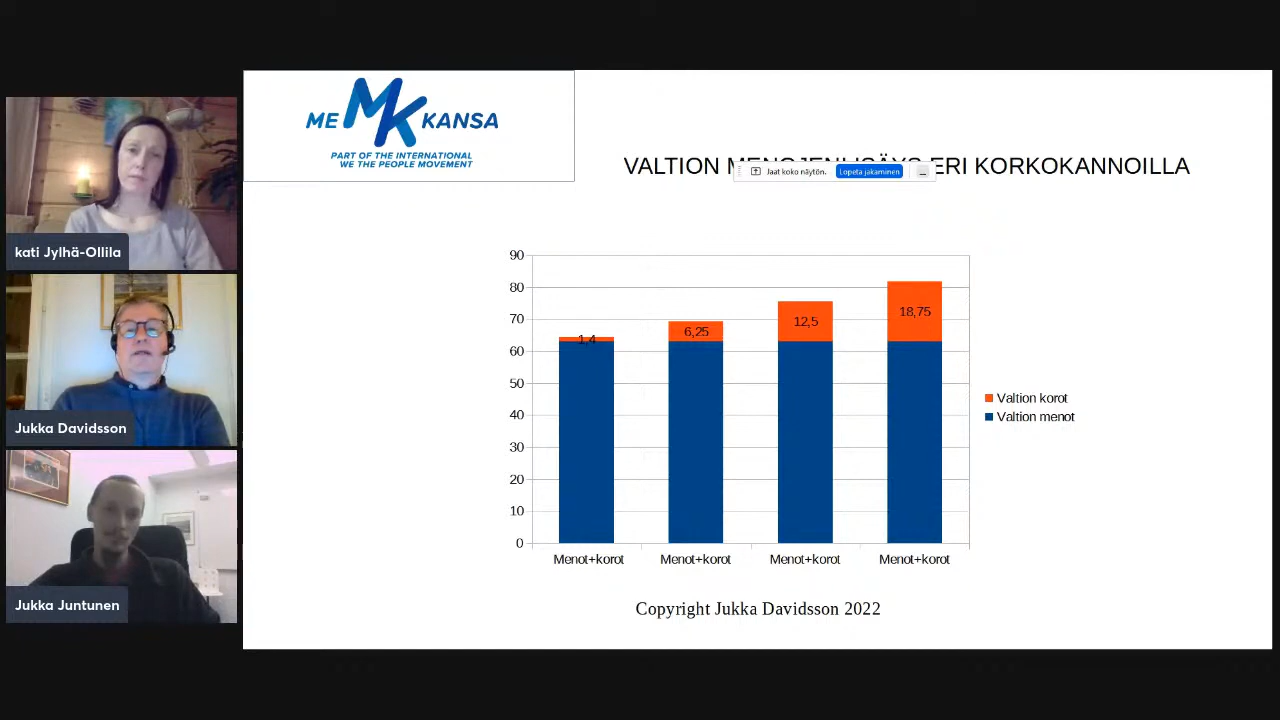 ME MK KANSA
PART OF THE INTERNATIONAL
WE THE PEOPLE MOVEMENT
VALTION MENOJENLISÄYS ERI KORKOKANNOILLA
Jaat koko näytön. Lopeta jakaminen
kati Jylhä-Ollila
Jukka Davidsson
Jukka Juntunen
90
80
70
60
50
40
30
20
10
0
1,4
6,25
12,5
18,75
Valtion korot
Valtion menot
Menot+korot Menot+korot Menot+korot Menot+korot
Copyright Jukka Davidsson 2022